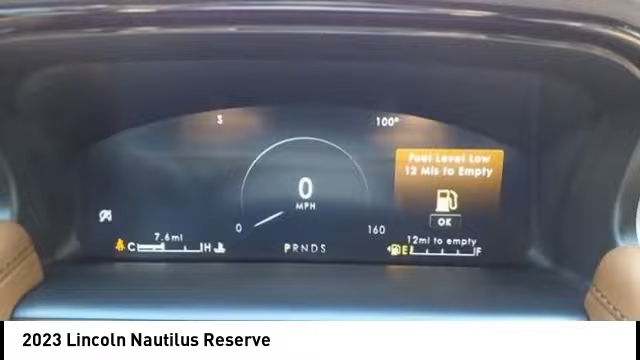 S 100°
Fuel Level Low
12 Mls to Empty
OK
0
MPH
0 160
7.6mi
C H
PRNDS
12mi to empty
E F
2023 Lincoln Nautilus Reserve